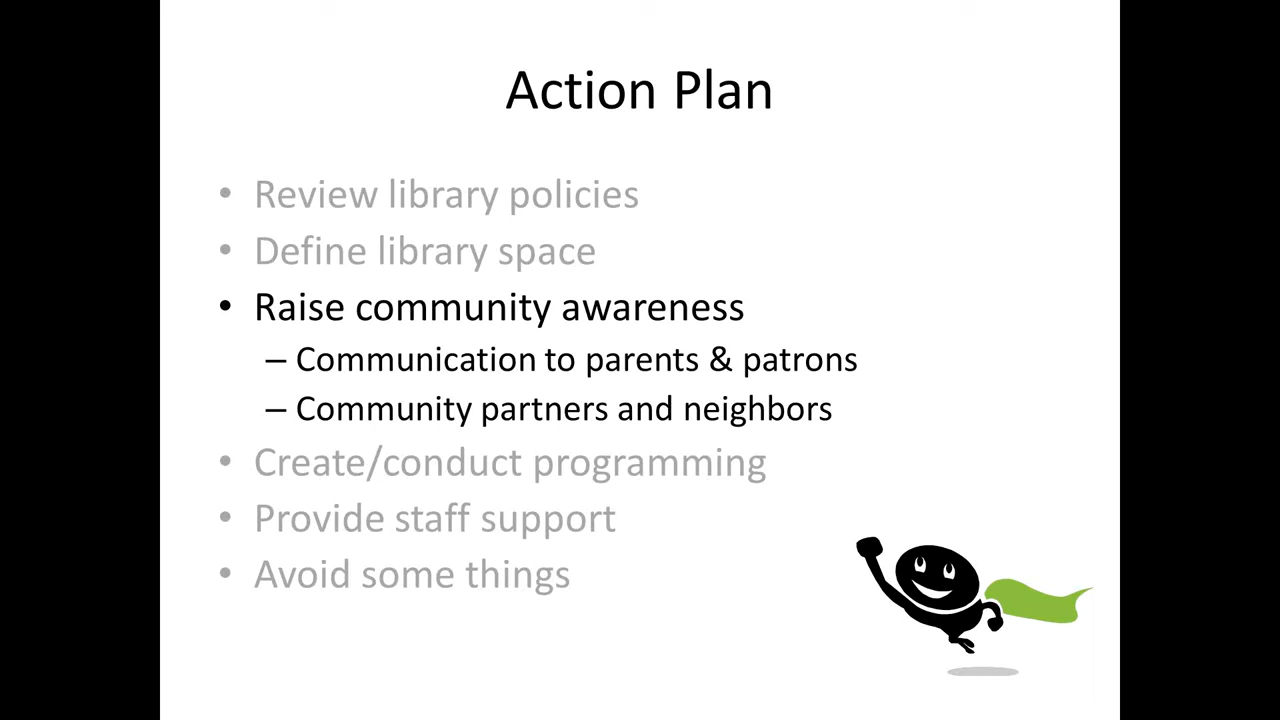 Action Plan
• Review library policies
• Define library space
• Raise community awareness
– Communication to parents & patrons
– Community partners and neighbors
• Create/conduct programming
• Provide staff support
• Avoid some things